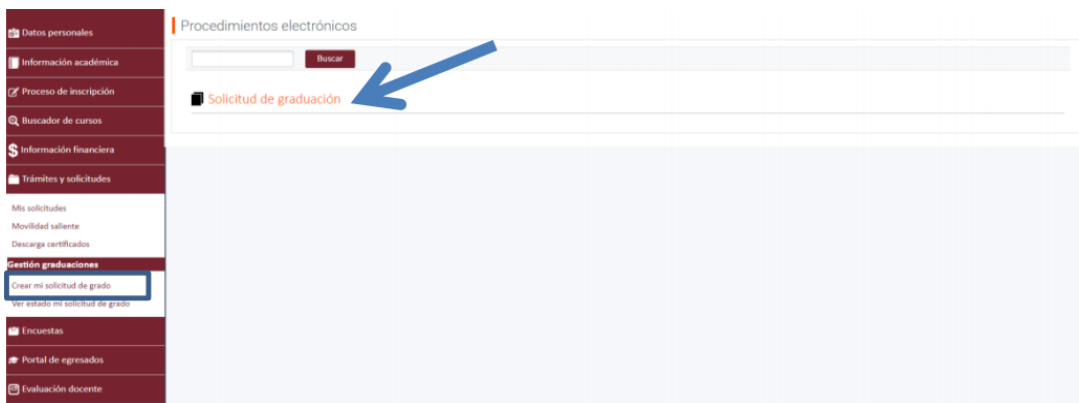 Datos personales
Información académica
Proceso de inscripción
Buscador de cursos
Información financiera
Trámites y solicitudes
Mis solicitudes
Movilidad saliente
Descarga certificados
Gestión graduaciones
Crear mi solicitud de grado
Ver estado mi solicitud de grado
Encuestas
Portal de egresados
Evaluación docente
Procedimientos electrónicos
Buscar
Solicitud de graduación